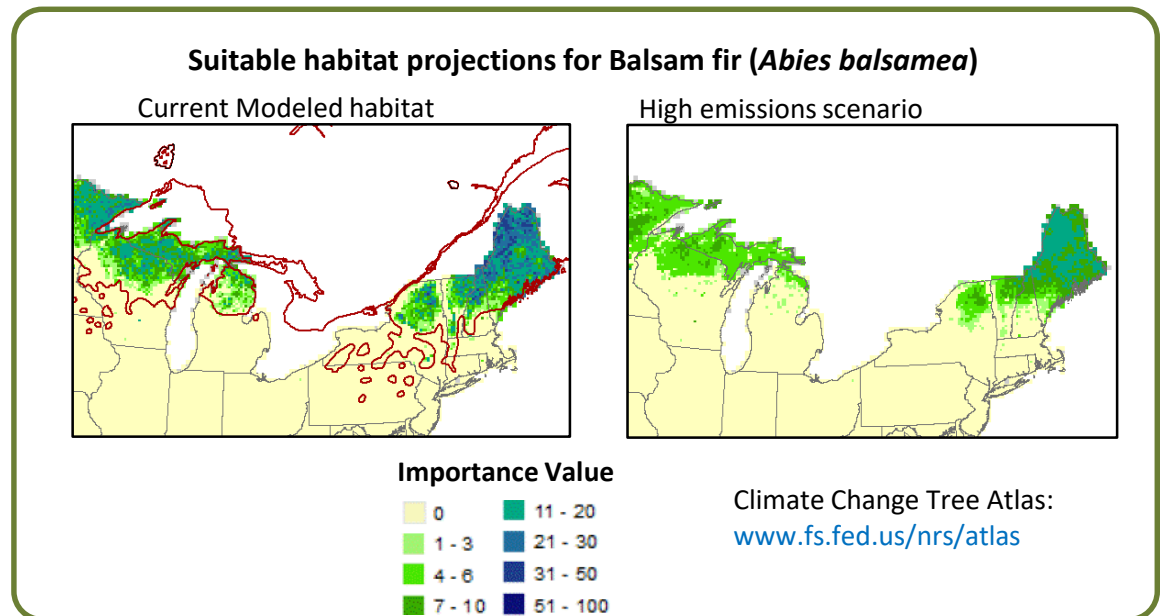 Suitable habitat projections for Balsam fir (Abies balsamea)
Current Modeled habitat
High emissions scenario
Importance Value
0
1 - 3
4 - 6
7 - 10
11 - 20
21 - 30
31 - 50
51 - 100
Climate Change Tree Atlas:
www.fs.fed.us/nrs/atlas